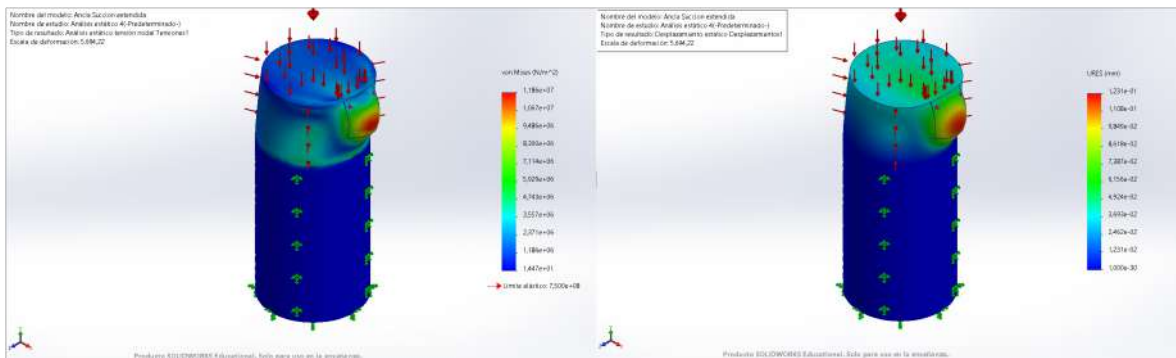 Nombre del modelo: Ancla Succion extendida
Nombre de estudio: Análisis estático 4(-Predeterminado-)
Tipo de resultado: Análisis estático tensión nodal Tensiones1
Escala de deformación: 5.684,22
von Mises (N/m^2)
1,186e+07
1,067e+07
9,486e+06
8,300e+06
7,114e+06
5,929e+06
4,743e+06
3,557e+06
2,371e+06
1,186e+06
1,447e+01
Límite elástico: 7,500e+08
Producto SOLIDWORKS Educational. Solo para uso en la enseñanza.
Nombre del modelo: Ancla Succion extendida
Nombre de estudio: Análisis estático 4(-Predeterminado-)
Tipo de resultado: Desplazamiento estático Desplazamientos1
Escala de deformación: 5.684,22
URES (mm)
1,231e-01
1,108e-01
9,849e-02
8,618e-02
7,387e-02
6,156e-02
4,924e-02
3,693e-02
2,462e-02
1,231e-02
1,000e-30
Producto SOLIDWORKS Educational. Solo para uso en la enseñanza.